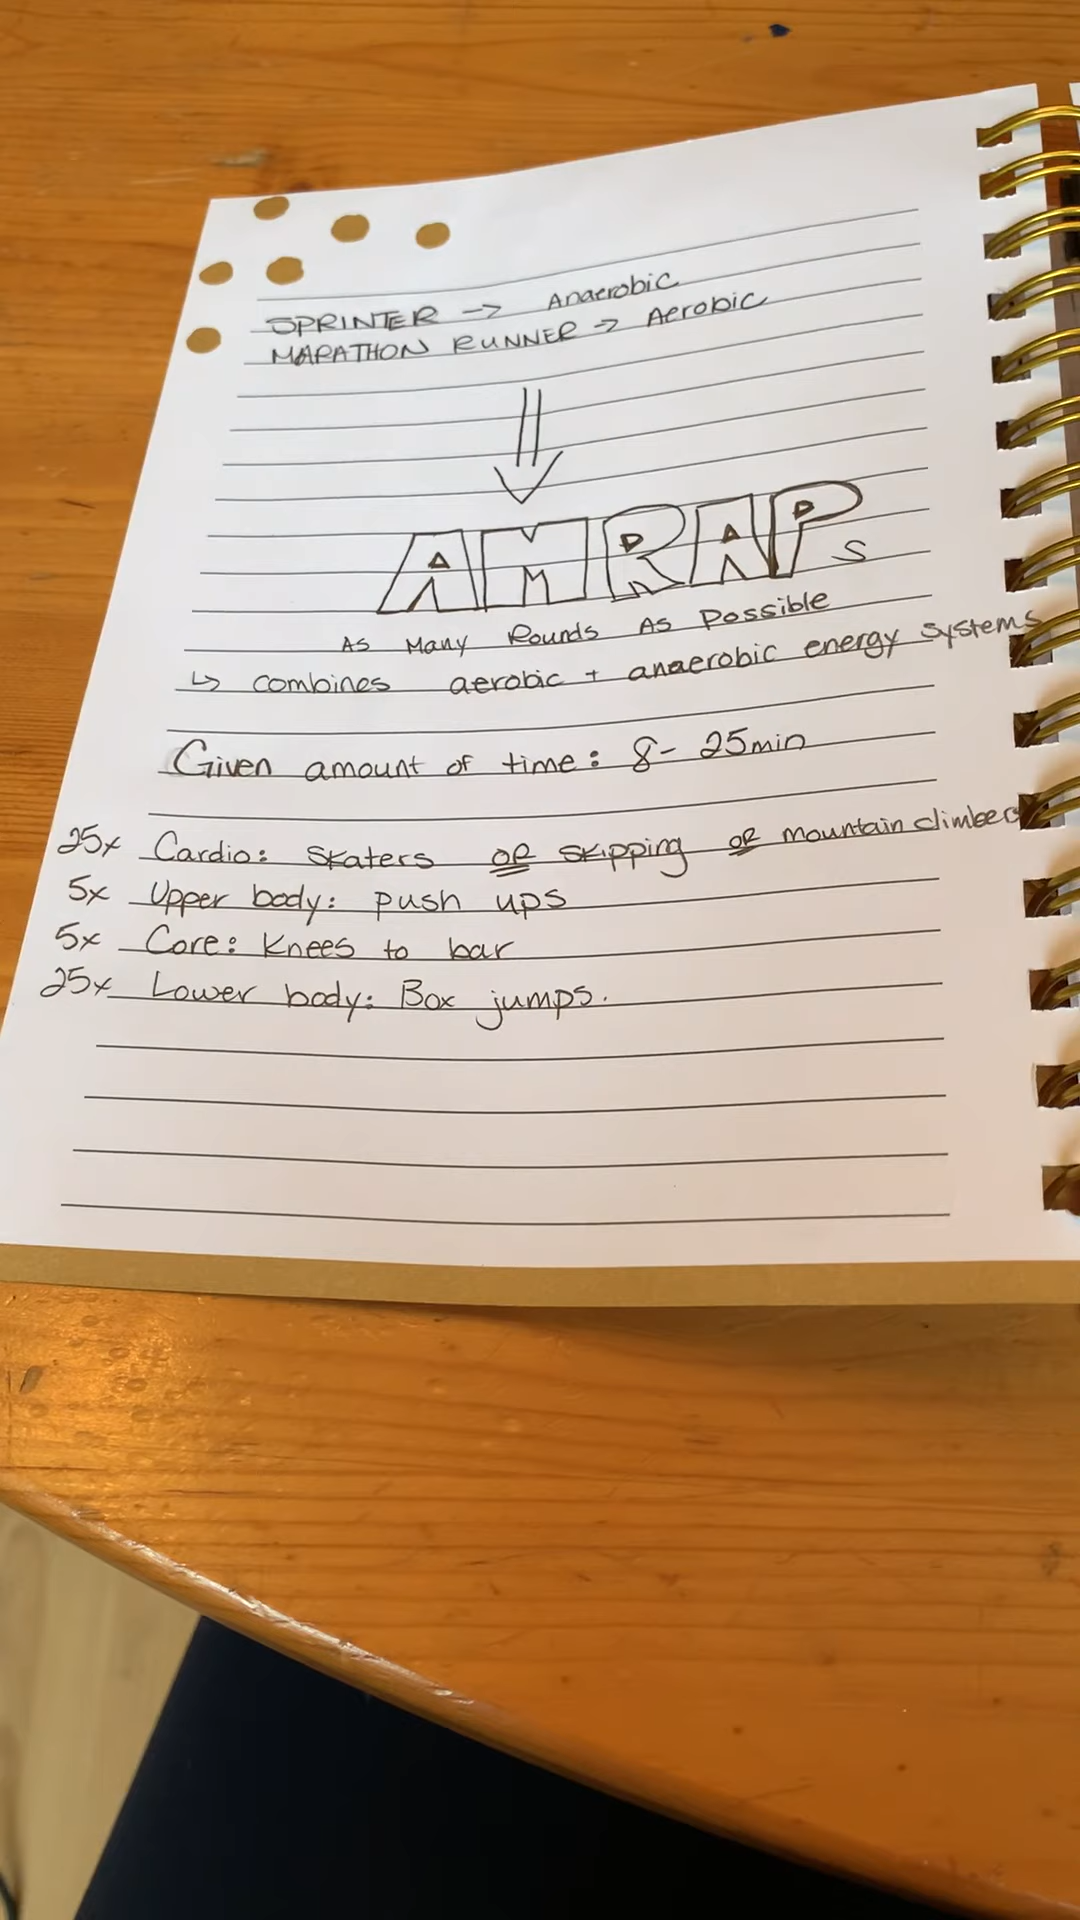 SPRINTER -> Anaerobic
MARATHON RUNNER -> Aerobic
AMRAPs
As Many Rounds As Possible
↳ combines aerobic + anaerobic energy systems
Given amount of time: 8- 25min
25x Cardio: Skaters OR skipping OR mountain climbers
5x Upper body: push ups
5x Core: Knees to bar
25x Lower body: Box jumps.